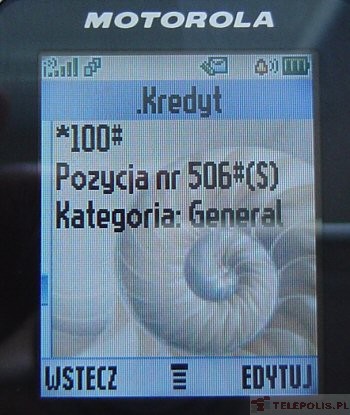 MOTOROLA
.Kredyt
*100#
Pozycja nr 506#(S)
Kategoria: General
WSTECZ EDYTUJ
TELEPOLIS.PL